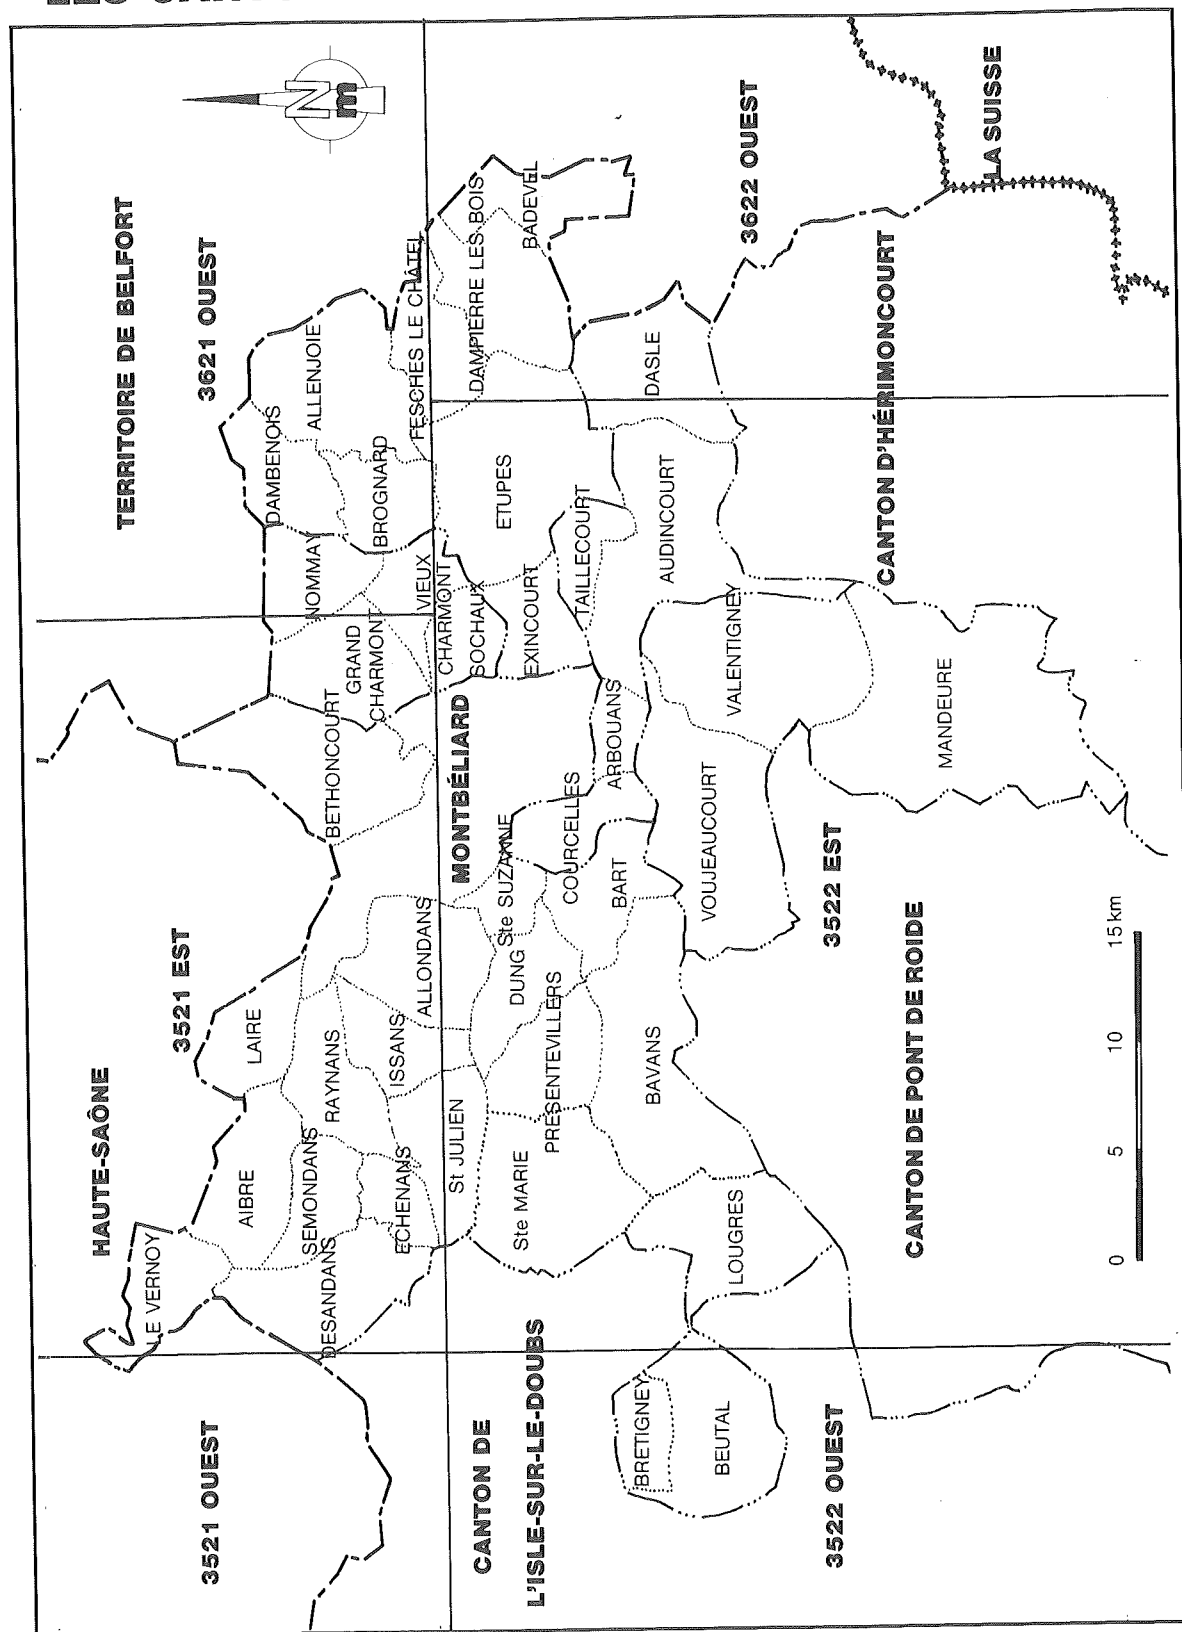 TERRITOIRE DE BELFORT
HAUTE-SAÔNE
3521 OUEST
3521 EST
3621 OUEST
N
LE VERNOY
AIBRE
LAIRE
DAMBENOIS
ALLENJOIE
DESANDANS
SEMONDANS
RAYNANS
BETHONCOURT
GRAND
CHARMONT
NOMMAY
BROGNARD
ECHENANS
ISSANS
ALLONDANS
VIEUX
CHARMONT
FESCHES LE CHÂTEL
St JULIEN
MONTBÉLIARD
SOCHAUX
ETUPES
DAMPIERRE LES BOIS
BADEVEL
CANTON DE
L'ISLE-SUR-LE-DOUBS
Ste MARIE
PRESENTEVILLERS
DUNG
Ste SUZANNE
COURCELLES
EXINCOURT
TAILLECOURT
ARBOUANS
BART
BRETIGNEY
BEUTAL
LOUGRES
BAVANS
VOUJEAUCOURT
VALENTIGNEY
AUDINCOURT
DASLE
3622 OUEST
3522 OUEST
3522 EST
MANDEURE
CANTON D'HÉRIMONCOURT
CANTON DE PONT DE ROIDE
LA SUISSE
0 5 10 15 km